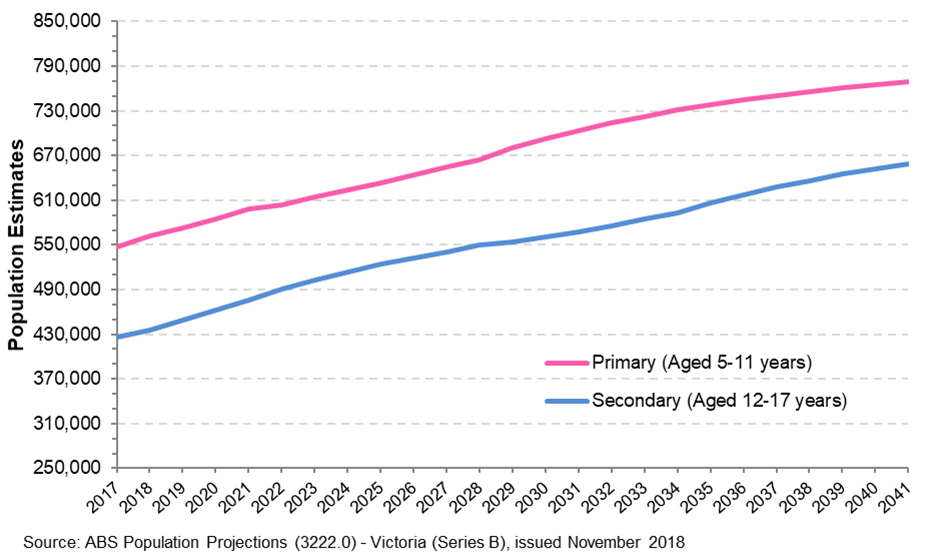 850,000
790,000
730,000
670,000
610,000
550,000
490,000
430,000
370,000
310,000
250,000
Population Estimates
Primary (Aged 5-11 years)
Secondary (Aged 12-17 years)
2017 2018 2019 2020 2021 2022 2023 2024 2025 2026 2027 2028 2029 2030 2031 2032 2033 2034 2035 2036 2037 2038 2039 2040 2041
Source: ABS Population Projections (3222.0) - Victoria (Series B), issued November 2018